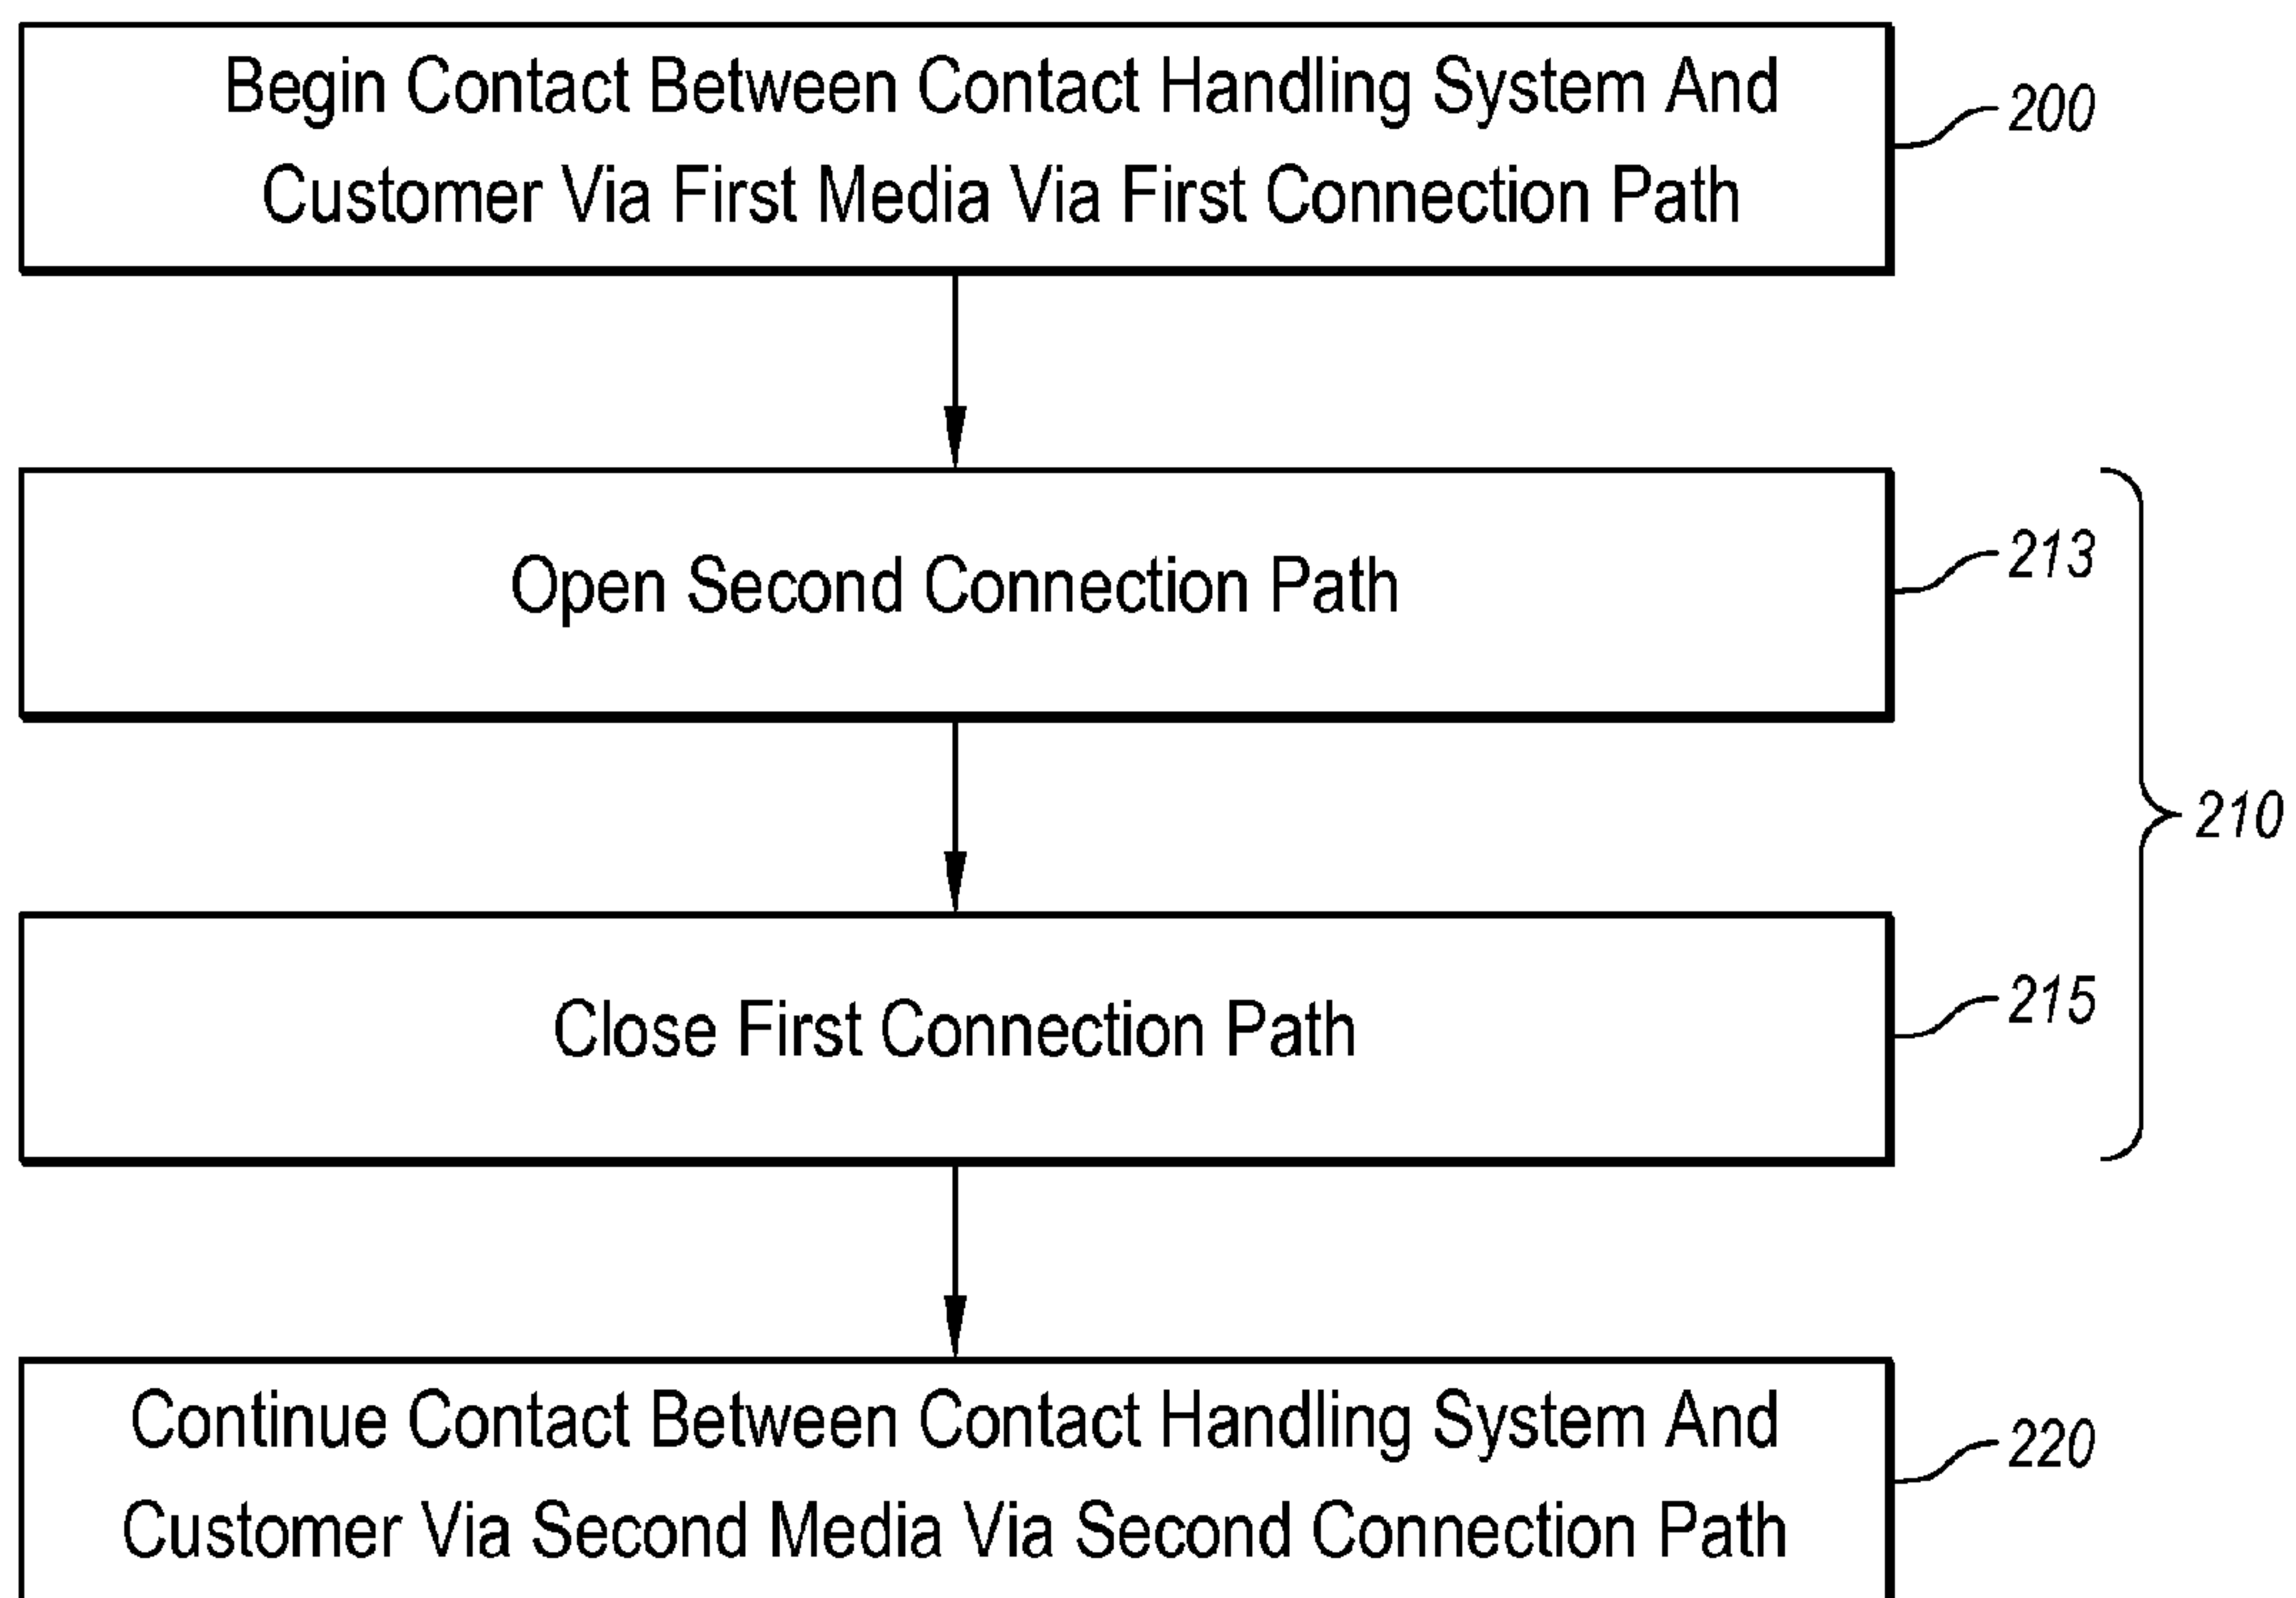 Begin Contact Between Contact Handling System And
Customer Via First Media Via First Connection Path
200
Open Second Connection Path
213
210
Close First Connection Path
215
Continue Contact Between Contact Handling System And
Customer Via Second Media Via Second Connection Path
220